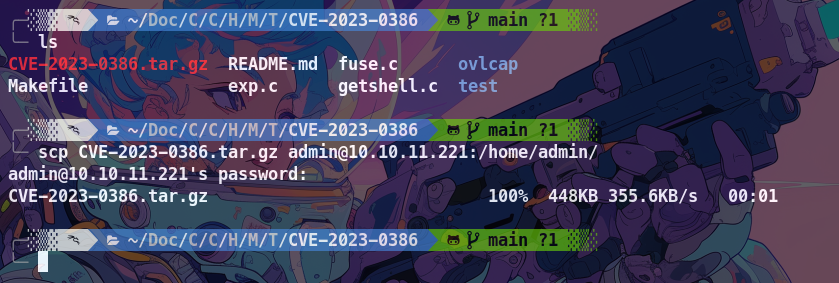 ~/Doc/C/C/H/M/T/CVE-2023-0386 main ?1
ls
CVE-2023-0386.tar.gz README.md fuse.c ovlcap
Makefile exp.c getshell.c test
~/Doc/C/C/H/M/T/CVE-2023-0386 main ?1
scp CVE-2023-0386.tar.gz admin@10.10.11.221:/home/admin/
admin@10.10.11.221's password:
CVE-2023-0386.tar.gz 100% 448KB 355.6KB/s 00:01
~/Doc/C/C/H/M/T/CVE-2023-0386 main ?1